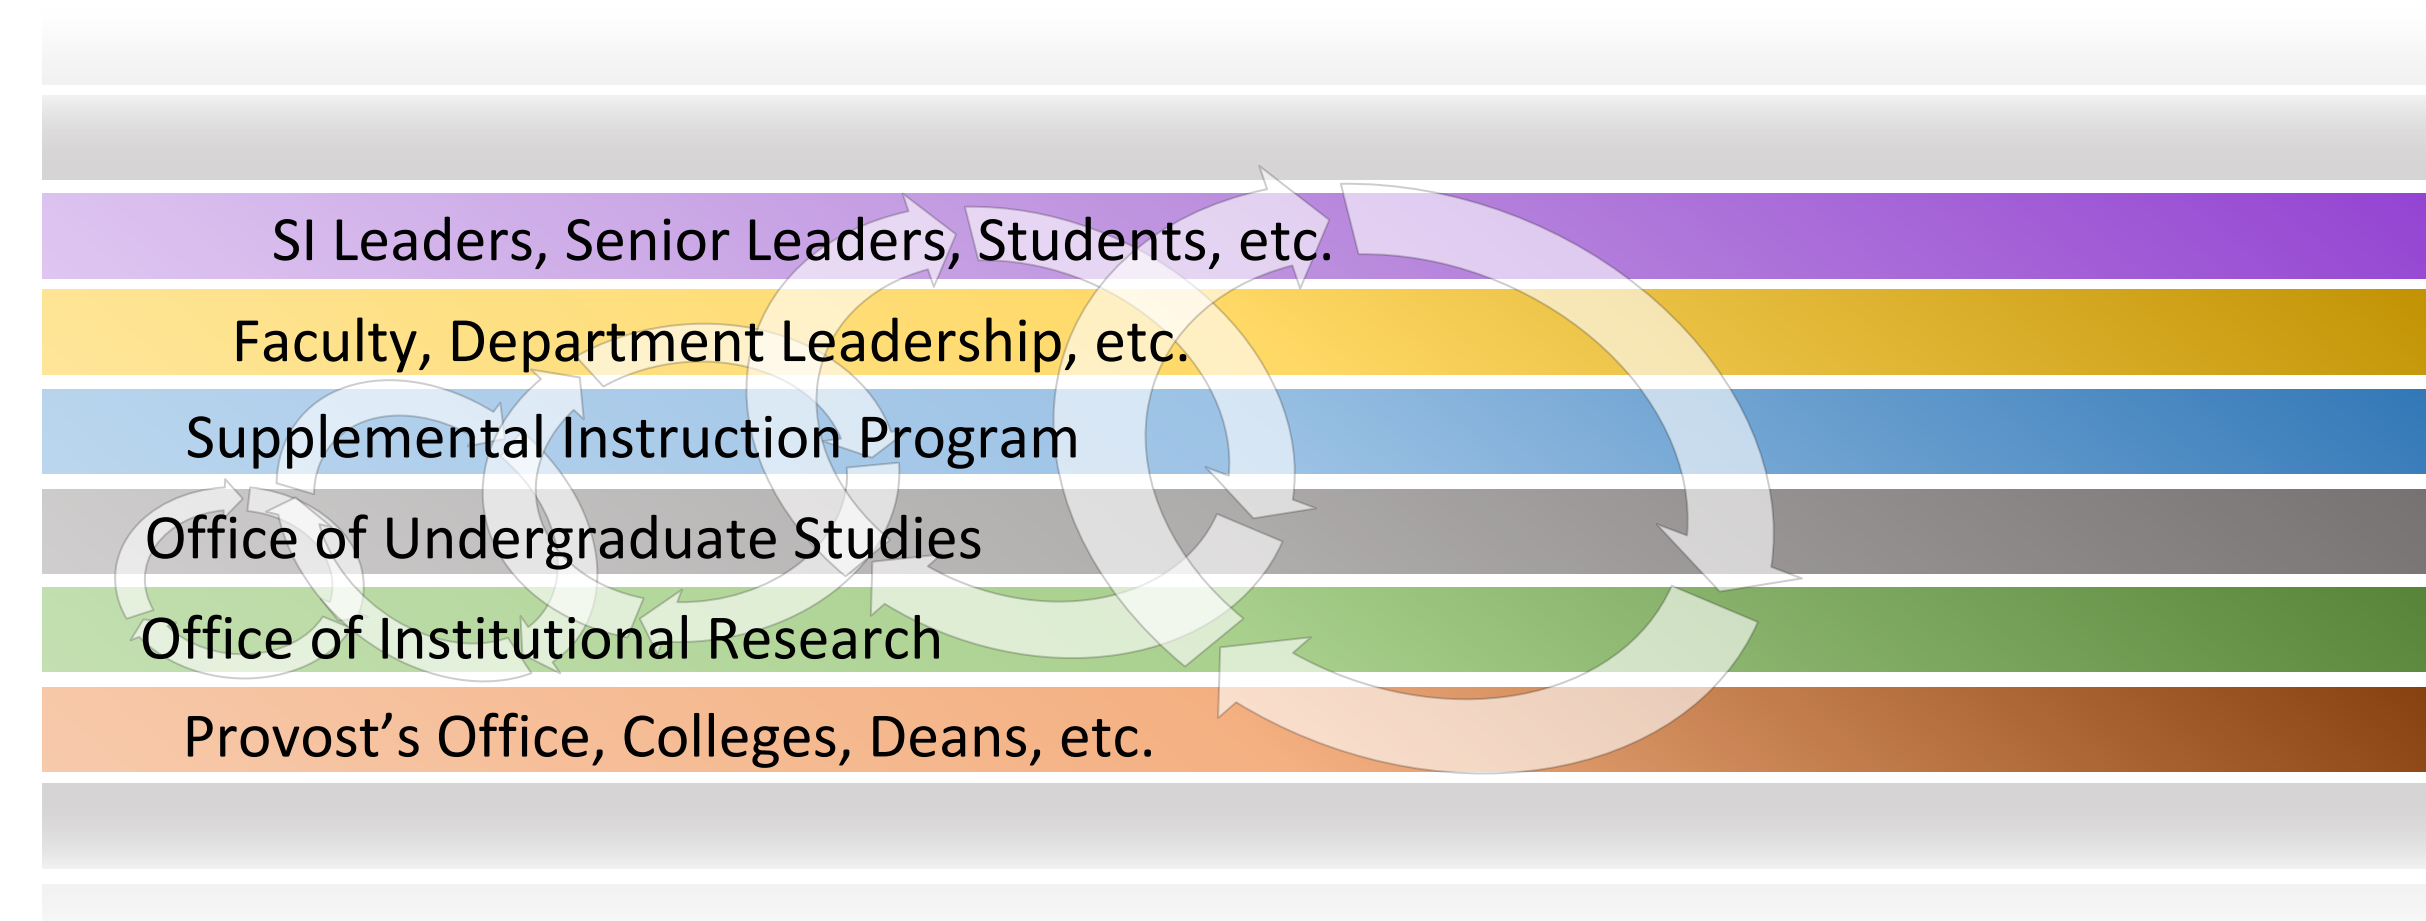 SI Leaders, Senior Leaders, Students, etc.
Faculty, Department Leadership, etc.
Supplemental Instruction Program
Office of Undergraduate Studies
Office of Institutional Research
Provost’s Office, Colleges, Deans, etc.